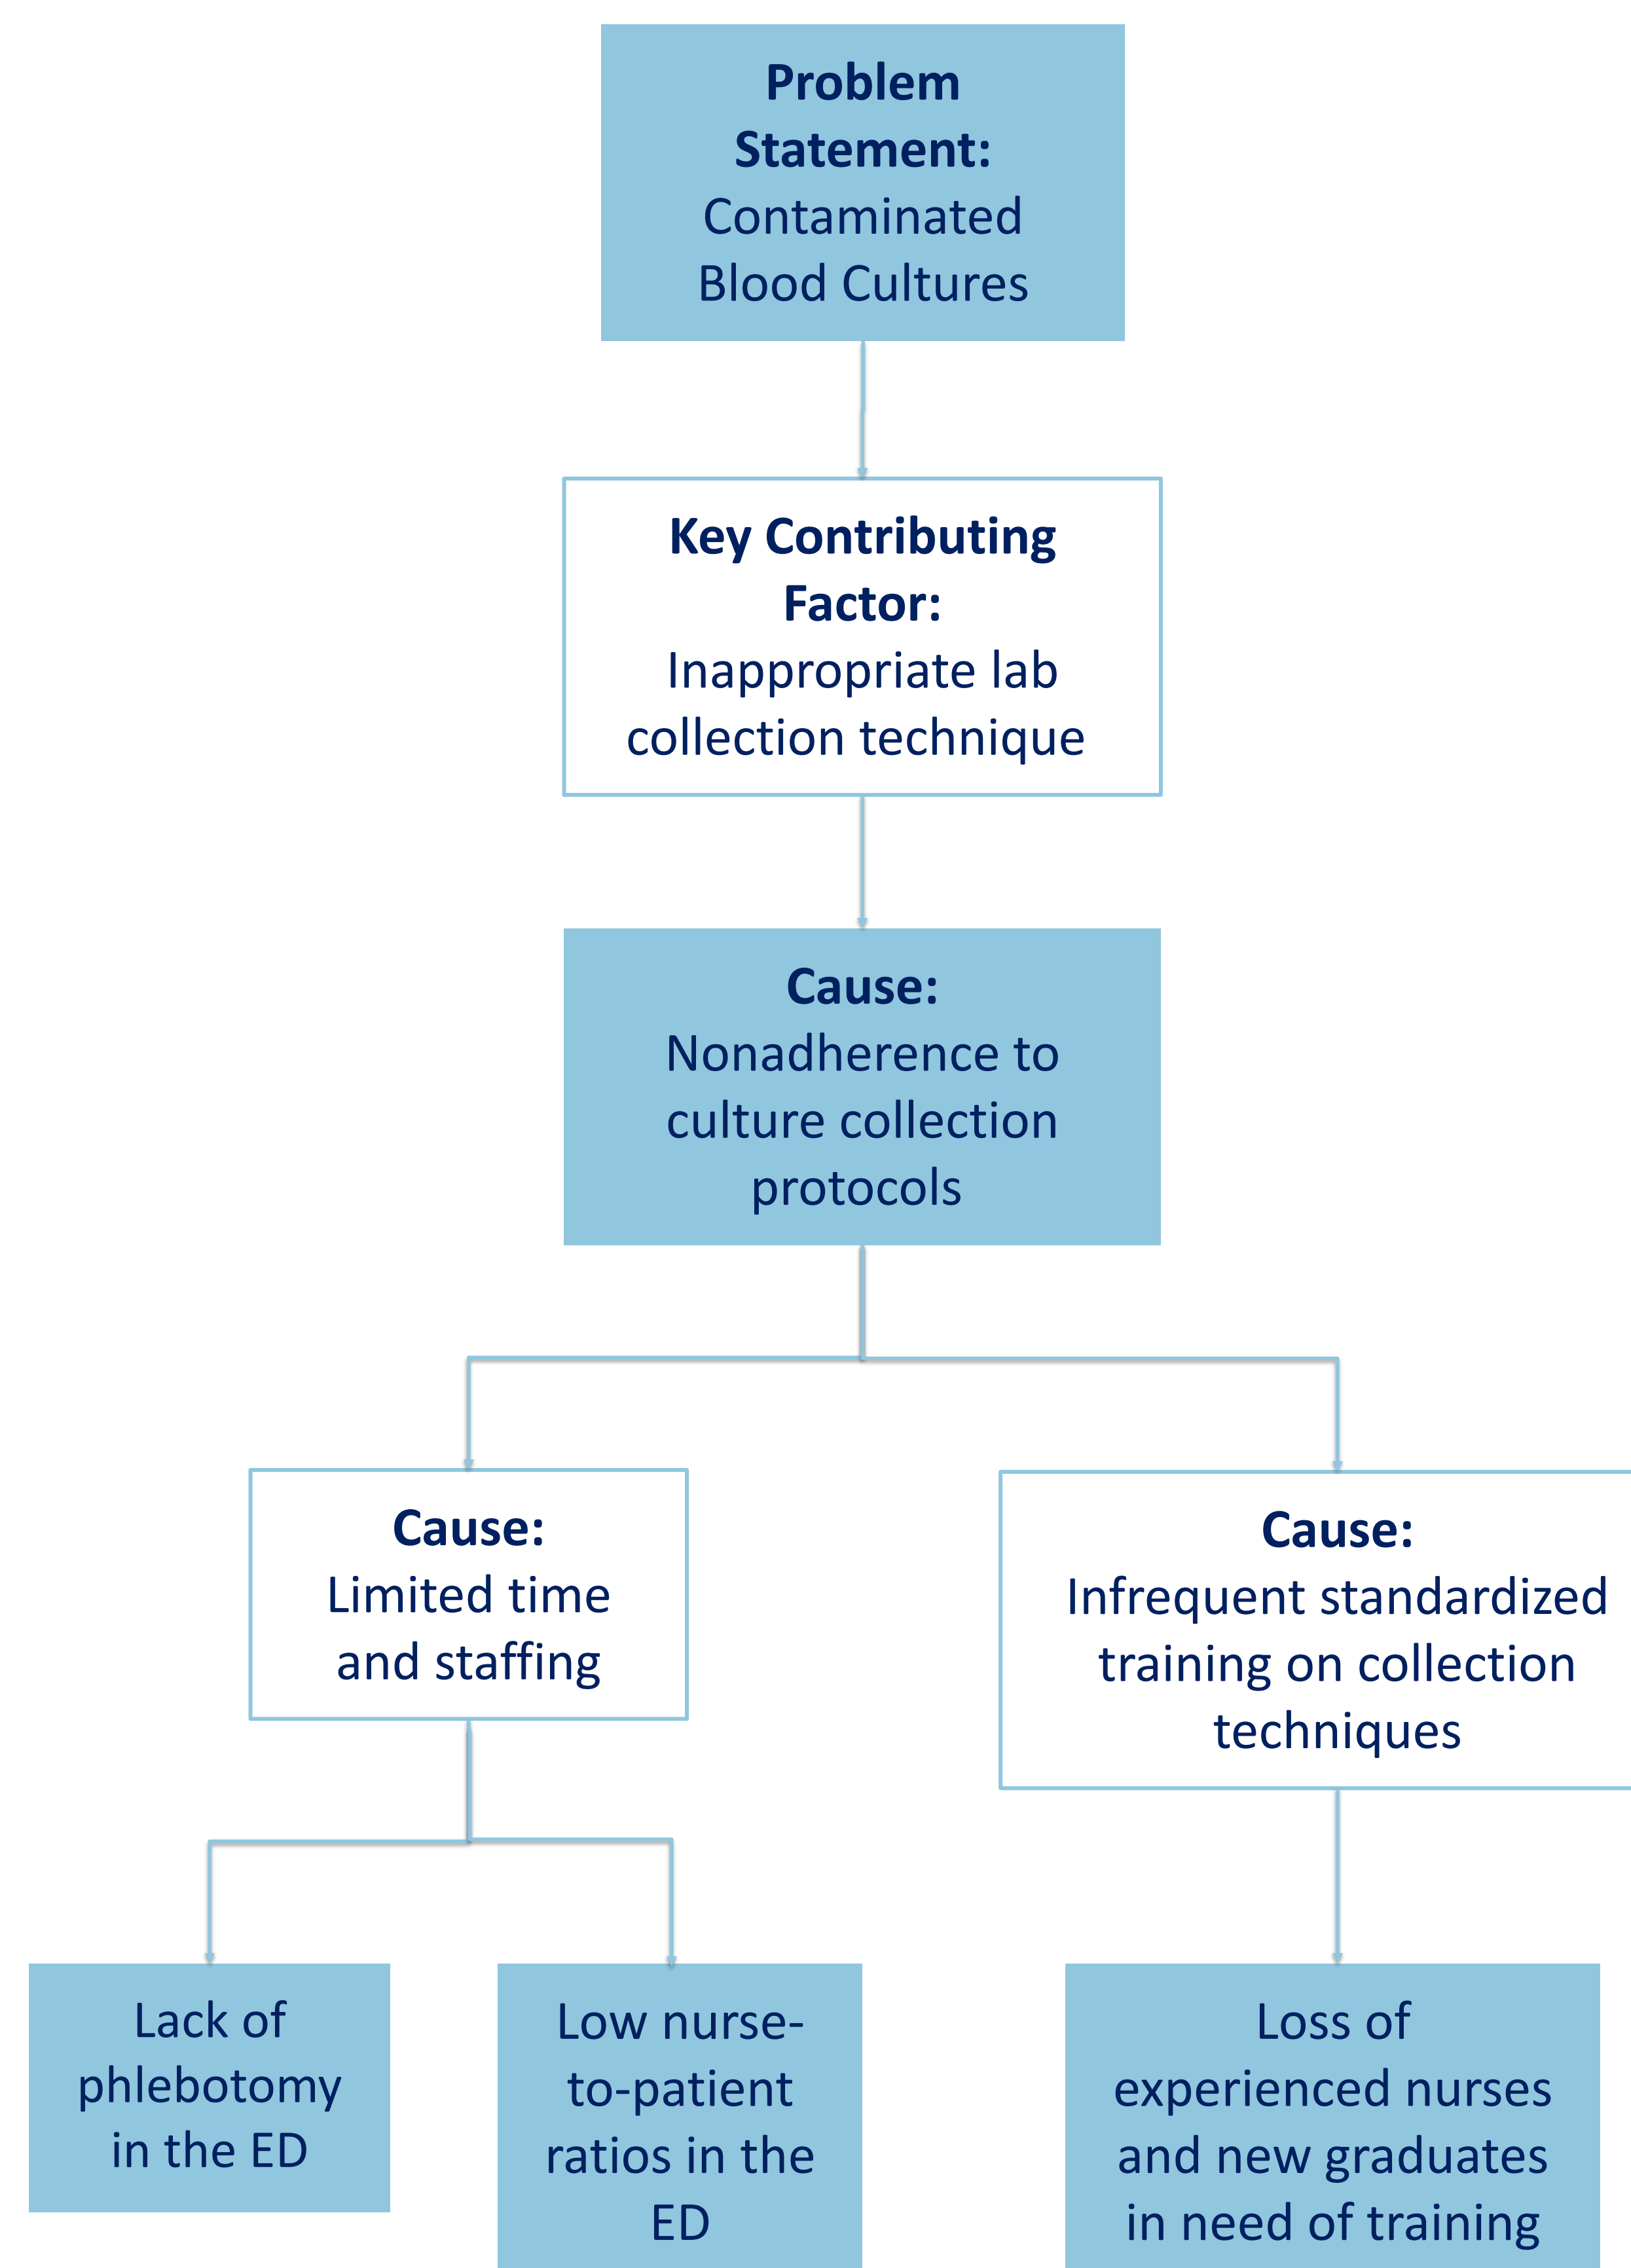 Problem
Statement:
Contaminated
Blood Cultures
Key Contributing
Factor:
Inappropriate lab
collection technique
Cause:
Nonadherence to
culture collection
protocols
Cause:
Limited time
and staffing
Cause:
Infrequent standardized
training on collection
techniques
Lack of
phlebotomy
in the ED
Low nurse-
to-patient
ratios in the
ED
Loss of
experienced nurses
and new graduates
in need of training